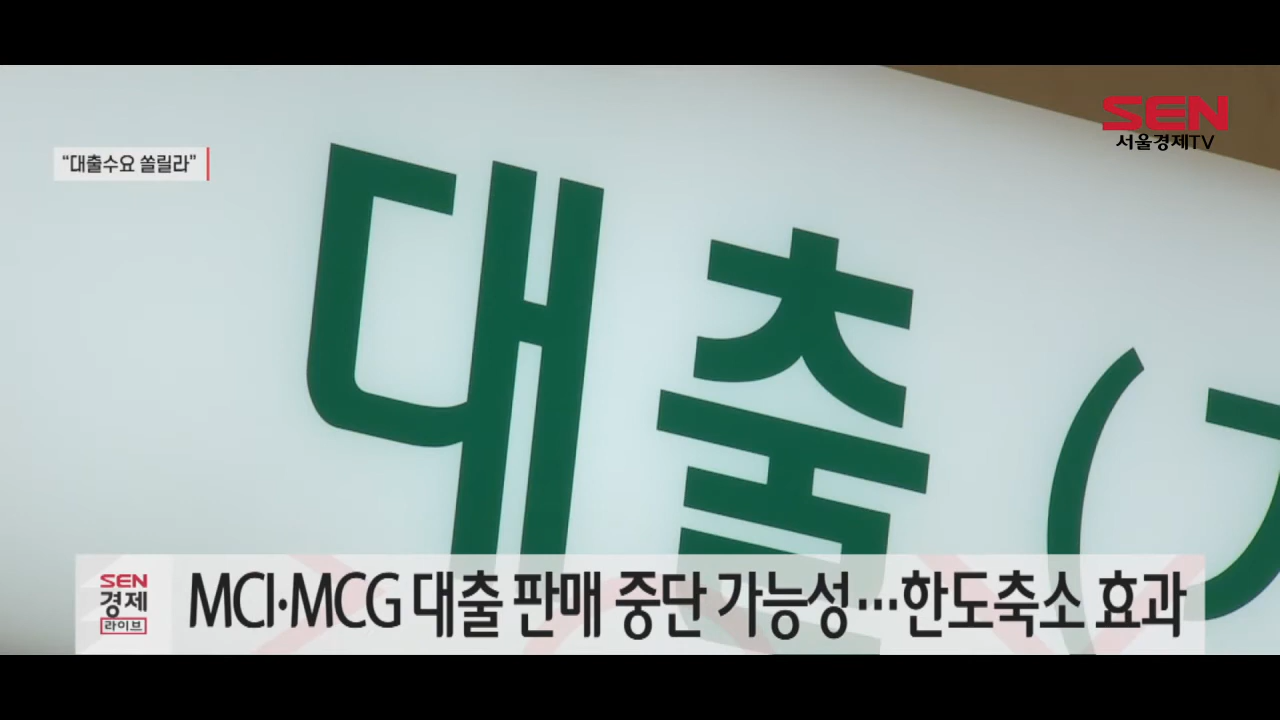 SEN
서울경제TV
“대출수요 쏠릴라”
대출 (
SEN
경제
라이브
MCI·MCG 대출 판매 중단 가능성…한도축소 효과